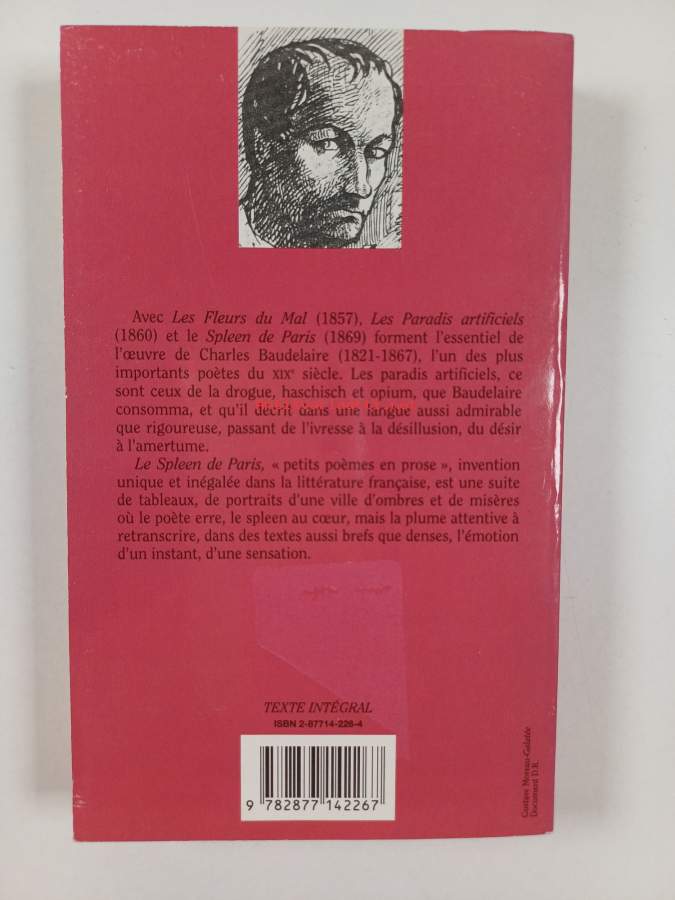 Avec Les Fleurs du Mal (1857), Les Paradis artificiels
(1860) et le Spleen de Paris (1869) forment l'essentiel de
l'œuvre de Charles Baudelaire (1821-1867), l'un des plus
importants poètes du XIXe siècle. Les paradis artificiels, ce
sont ceux de la drogue, haschisch et opium, que Baudelaire
consomma, et qu'il décrit dans une langue aussi admirable
que rigoureuse, passant de l'ivresse à la désillusion, du désir
à l'amertume.
Le Spleen de Paris, « petits poèmes en prose », invention
unique et inégalée dans la littérature française, est une suite
de tableaux, de portraits d'une ville d'ombres et de misères
où le poète erre, le spleen au cœur, mais la plume attentive à
retranscrire, dans des textes aussi brefs que denses, l'émotion
d'un instant, d'une sensation.
TEXTE INTÉGRAL
ISBN 2-87714-226-4
9 782877 142267
Gustave Moreau-Galatée
Document D.R.